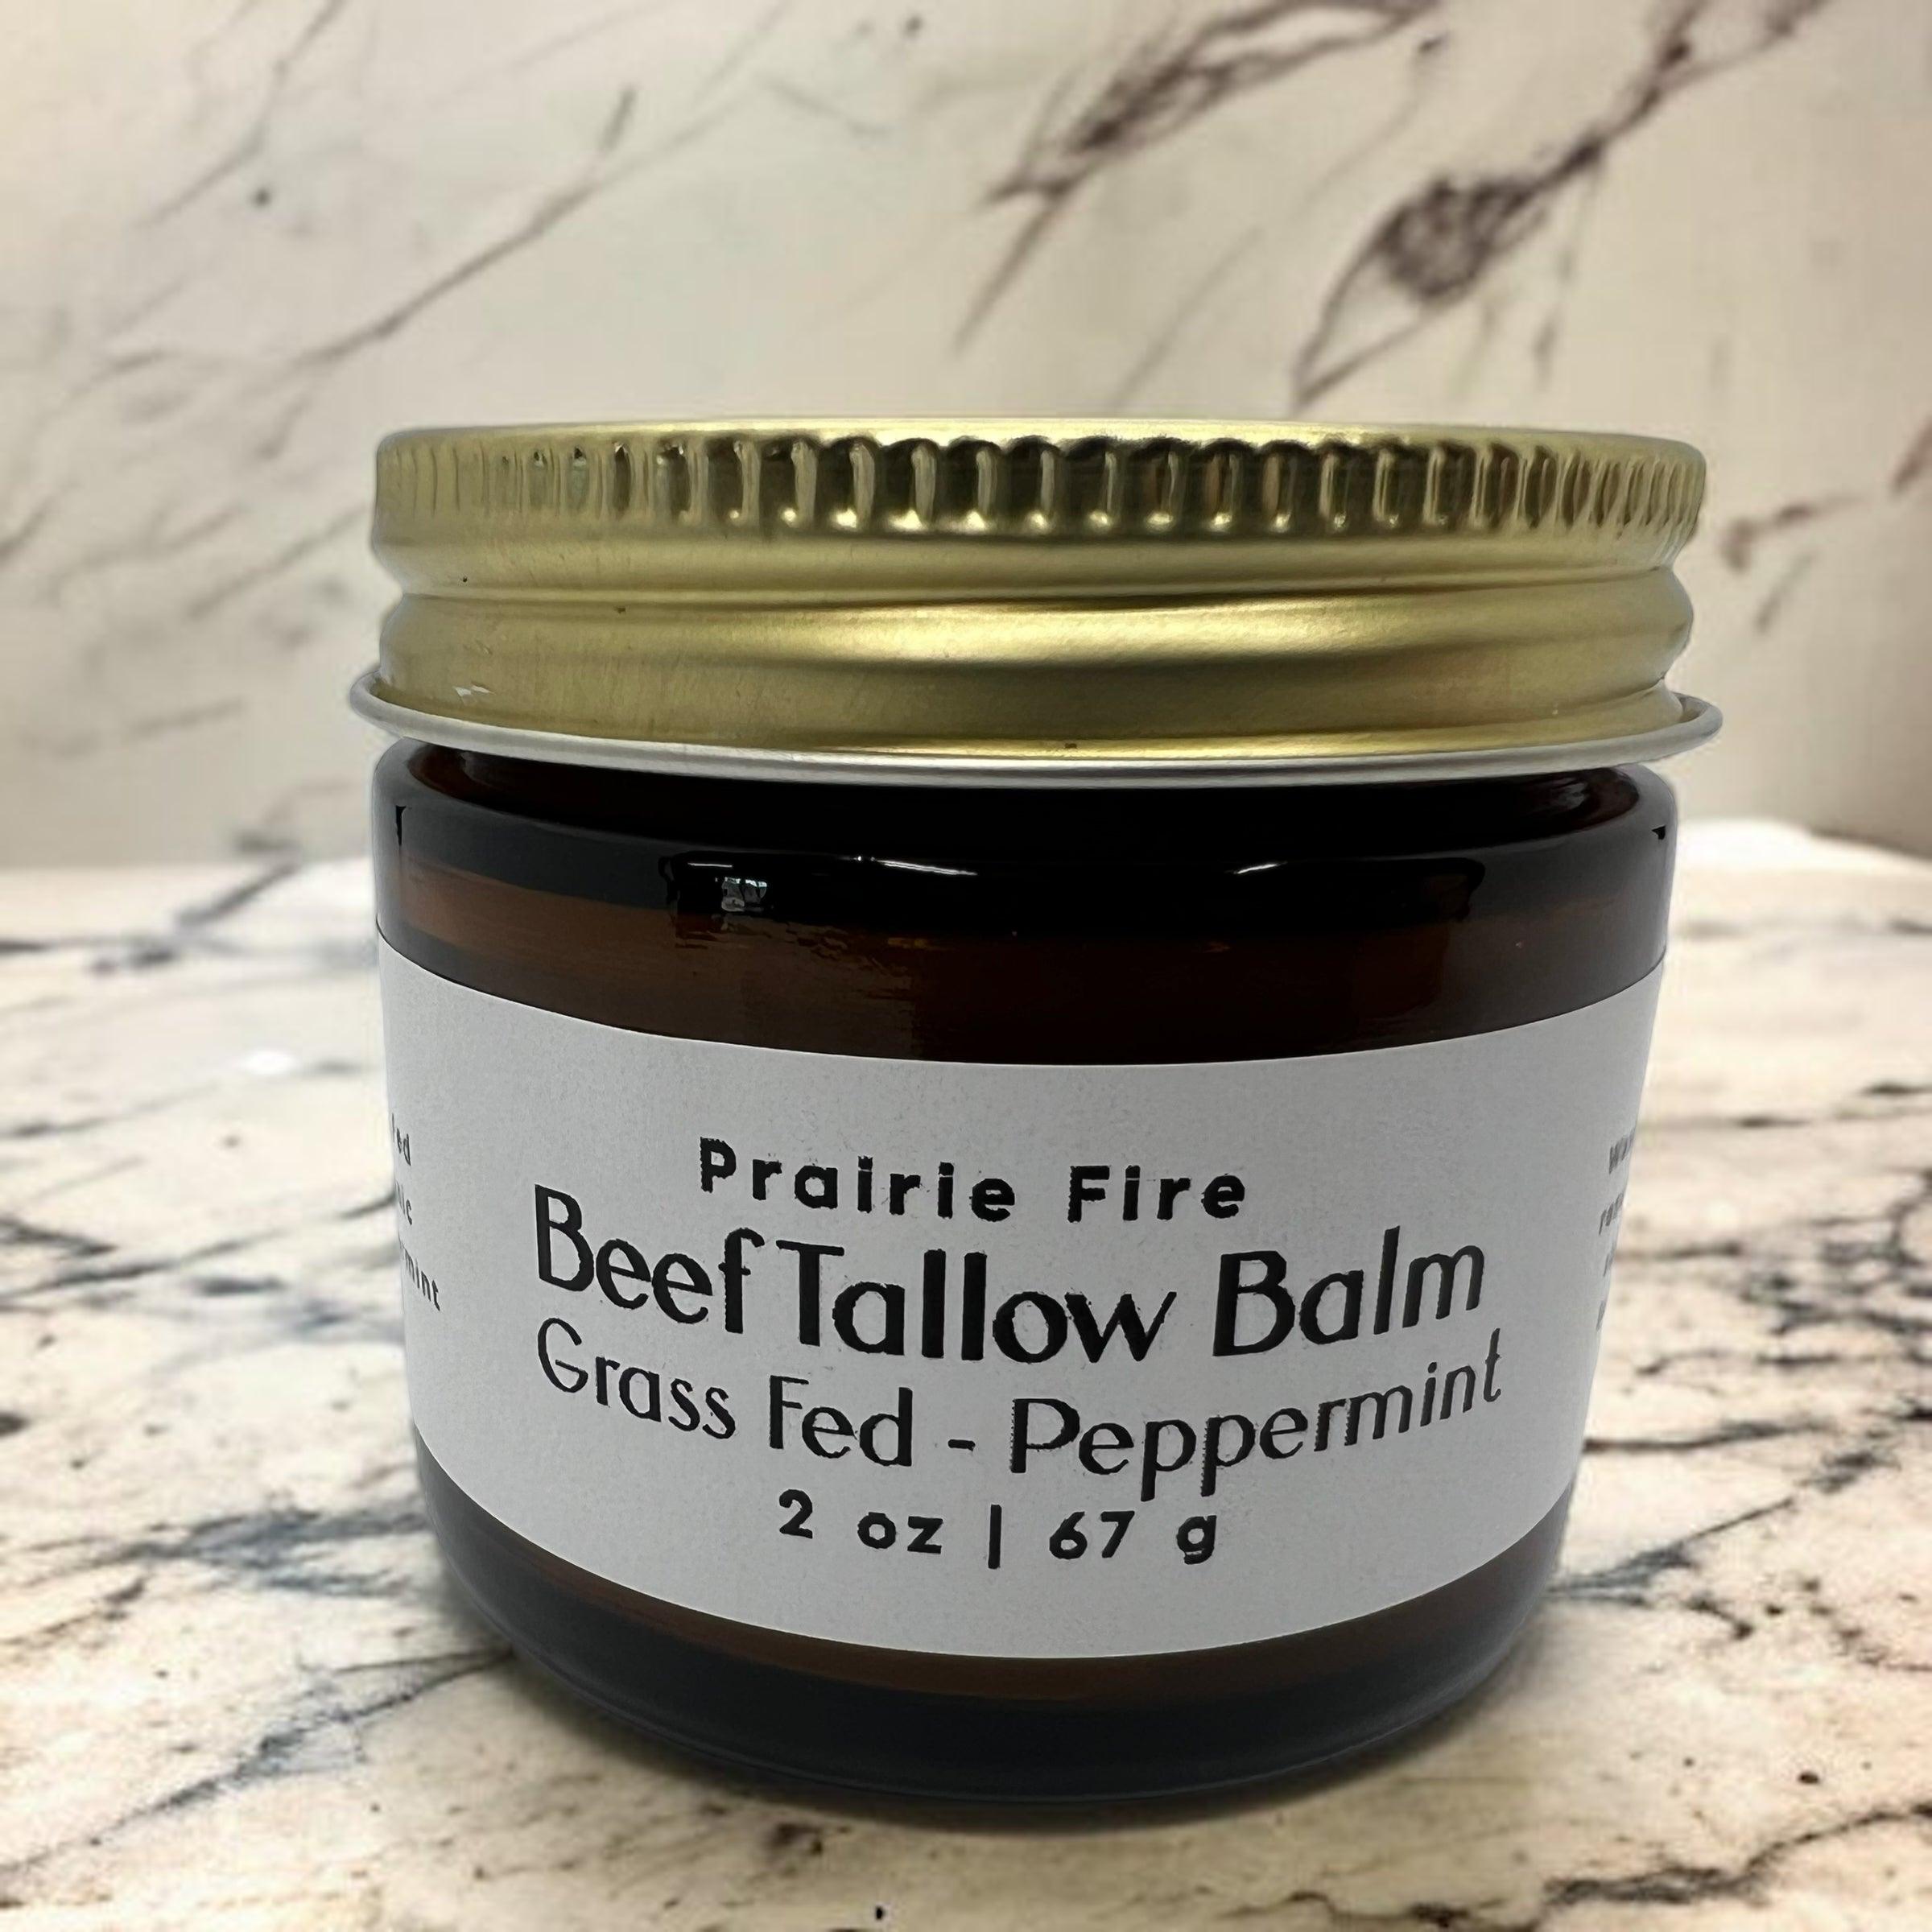 Prairie Fire
Beef Tallow Balm
Grass Fed - Peppermint
2 oz | 67 g